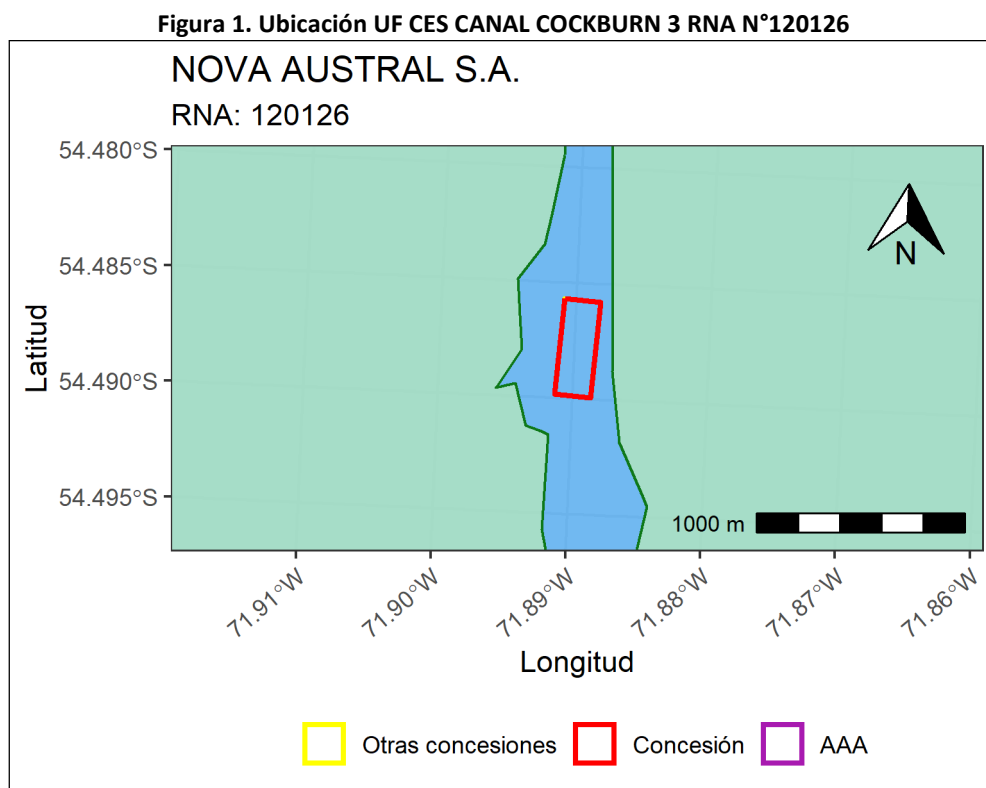 Figura 1. Ubicación UF CES CANAL COCKBURN 3 RNA N°120126
NOVA AUSTRAL S.A.
RNA: 120126
54.480°S
54.485°S
54.490°S
54.495°S
Latitud
N
1000 m
71.91°W
71.90°W
71.89°W
71.88°W
71.87°W
71.86°W
Longitud
Otras concesiones
Concesión
AAA